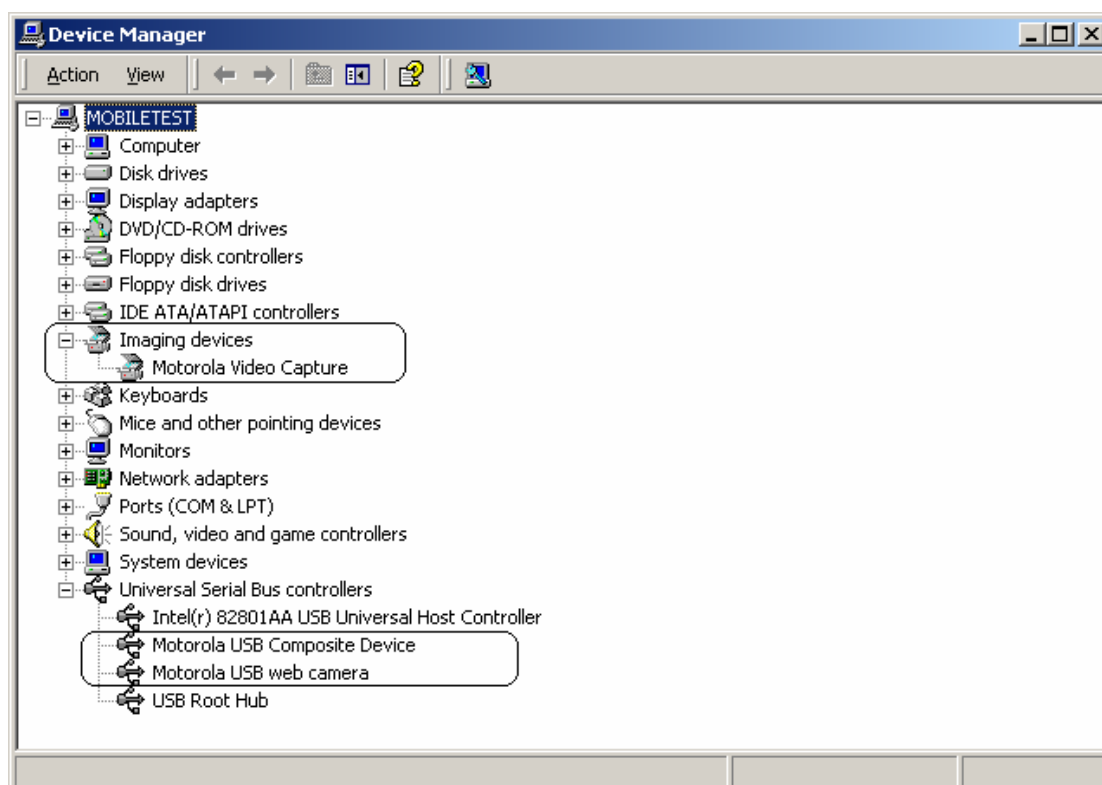 Device Manager
Action View
MOBILETEST
Computer
Disk drives
Display adapters
DVD/CD-ROM drives
Floppy disk controllers
Floppy disk drives
IDE ATA/ATAPI controllers
Imaging devices
Motorola Video Capture
Keyboards
Mice and other pointing devices
Monitors
Network adapters
Ports (COM & LPT)
Sound, video and game controllers
System devices
Universal Serial Bus controllers
Intel(r) 82801AA USB Universal Host Controller
Motorola USB Composite Device
Motorola USB web camera
USB Root Hub